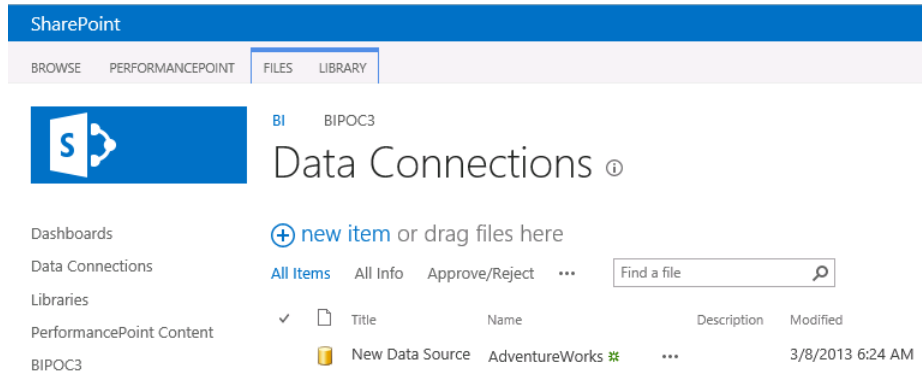 SharePoint
BROWSE PERFORMANCEPOINT FILES LIBRARY
S
BI BIPOC3
Data Connections
new item or drag files here
All Items All Info Approve/Reject ••• Find a file
Title Name Description Modified
New Data Source AdventureWorks ••• 3/8/2013 6:24 AM
Dashboards
Data Connections
Libraries
PerformancePoint Content
BIPOC3